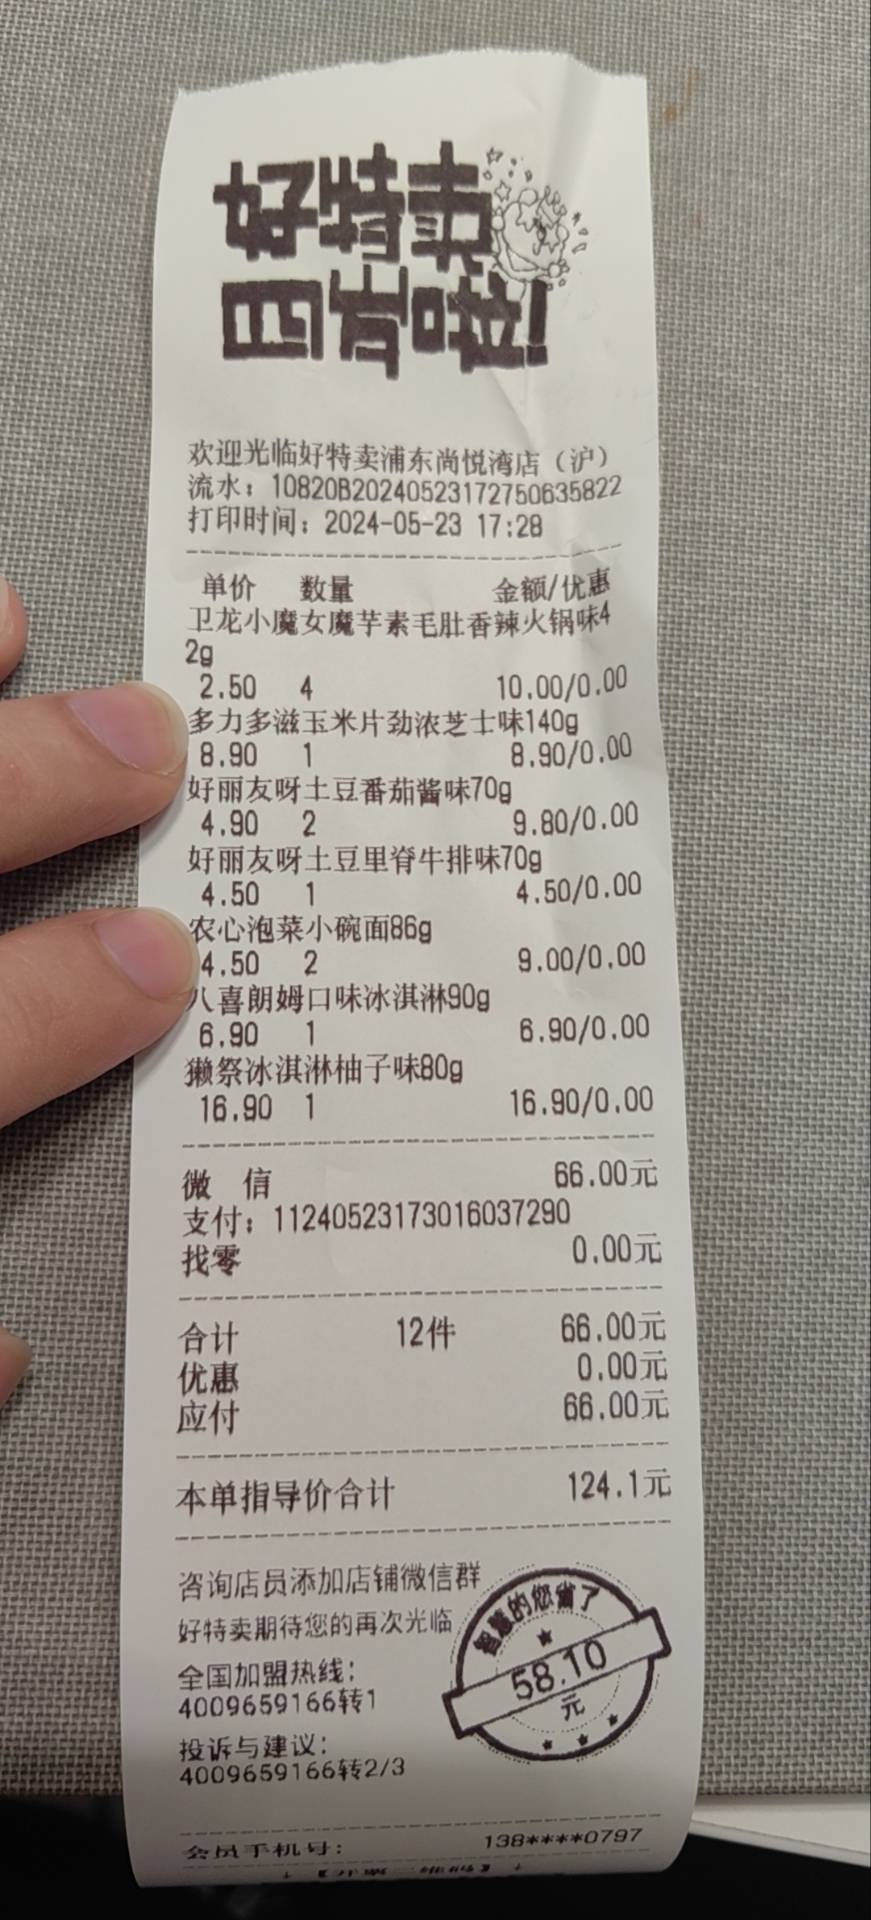 好特卖
欢迎光临好特卖浦东尚悦湾店（沪）
流水：10820B20240523172750635822
打印时间：2024-05-23 17:28
单价 数量 金额/优惠
卫龙小魔女魔芋素毛肚香辣火锅味4
2g
2.50 4 10.00/0.00
多力多滋玉米片劲浓芝士味140g
8.90 1 8.90/0.00
好丽友呀土豆番茄酱味70g
4.90 2 9.80/0.00
好丽友呀土豆里脊牛排味70g
4.50 1 4.50/0.00
农心泡菜小碗面86g
4.50 2 9.00/0.00
八喜朗姆口味冰淇淋90g
6.90 1 6.90/0.00
獭祭冰淇淋柚子味80g
16.90 1 16.90/0.00
微 信 66.00元
支付：11240523173016037290
找零 0.00元
合计 12件 66.00元
优惠 0.00元
应付 66.00元
本单指导价合计 124.1元
咨询店员添加店铺微信群
好特卖期待您的再次光临
全国加盟热线：
4009659166转1
投诉与建议：
4009659166转2/3
智慧的您省了
58.10
元
会员手机号： 138****0797